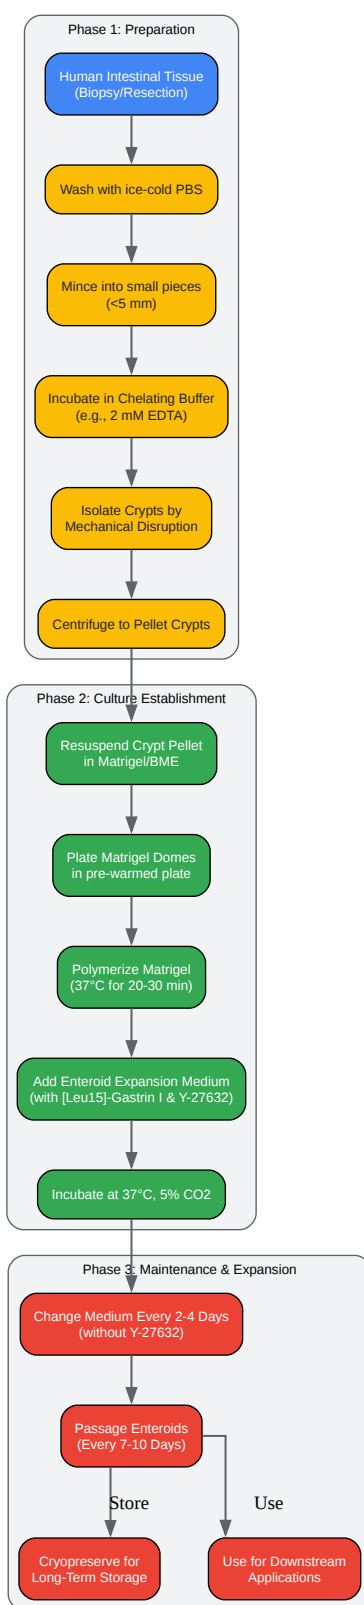 Phase 1: Preparation
Human Intestinal Tissue
(Biopsy/Resection)
Wash with ice-cold PBS
Mince into small pieces
(<5 mm)
Incubate in Chelating Buffer
(e.g., 2 mM EDTA)
Isolate Crypts by
Mechanical Disruption
Centrifuge to Pellet Crypts
Phase 2: Culture Establishment
Resuspend Crypt Pellet
in Matrigel/BME
Plate Matrigel Domes
in pre-warmed plate
Polymerize Matrigel
(37°C for 20-30 min)
Add Enteroid Expansion Medium
(with [Leu15]-Gastrin I & Y-27632)
Incubate at 37°C, 5% CO2
Phase 3: Maintenance & Expansion
Change Medium Every 2-4 Days
(without Y-27632)
Passage Enteroids
(Every 7-10 Days)
Store
Use
Cryopreserve for
Long-Term Storage
Use for Downstream
Applications